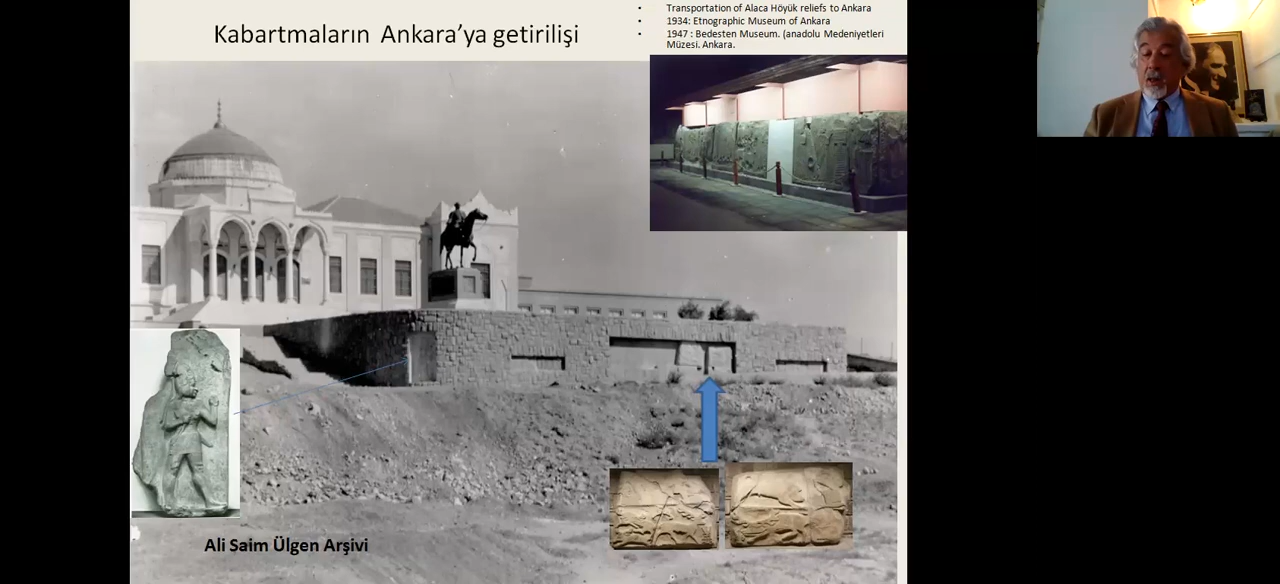 Kabartmaların Ankara’ya getirilişi
• Transportation of Alaca Höyük reliefs to Ankara
• 1934: Etnographic Museum of Ankara
• 1947 : Bedesten Museum. (anadolu Medeniyetleri
Müzesi. Ankara.
Ali Saim Ülgen Arşivi